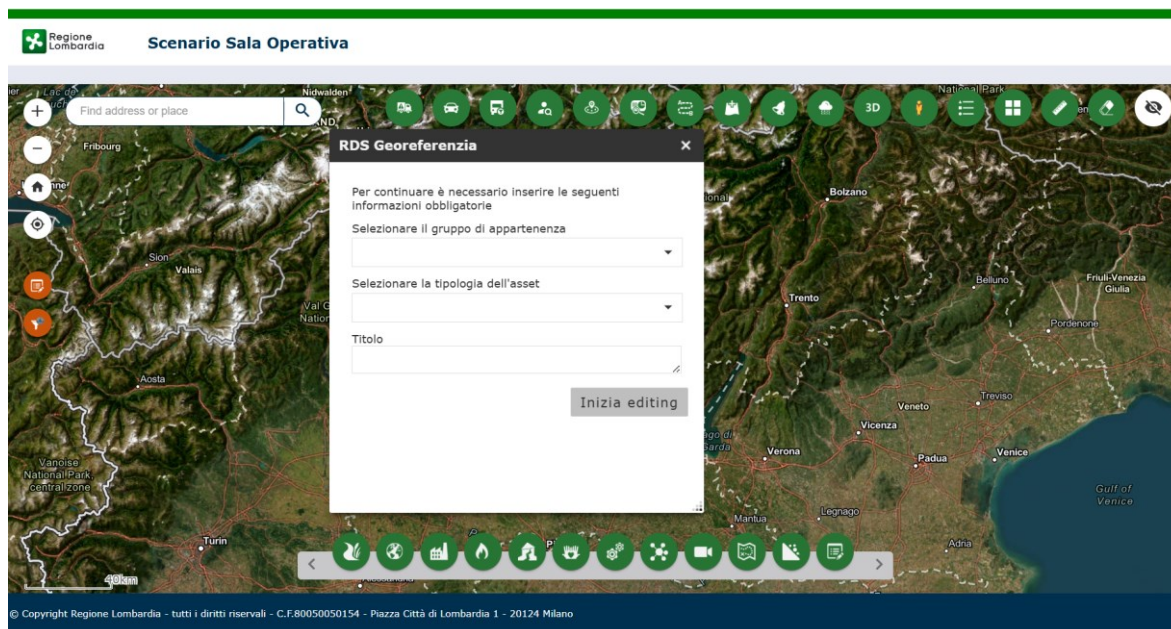 Regione
Lombardia
Scenario Sala Operativa
Find address or place
Nidwalden
National Park
3D
Fribourg
RDS Georeferenzia
Per continuare è necessario inserire le seguenti
informazioni obbligatorie
Selezionare il gruppo di appartenenza
Selezionare la tipologia dell'asset
Titolo
Inizia editing
Bolzano
Sion
Valais
Belluno
Friuli-Venezia
Giulia
Trento
Pordenone
Aosta
Treviso
Veneto
Vicenza
Verona
Padua
Venice
Vanoise
National Park,
central zone
Gulf of
Venice
Mantua
Legnago
Turin
Adria
40km
© Copyright Regione Lombardia - tutti i diritti riservali - C.F.80050050154 - Piazza Città di Lombardia 1 - 20124 Milano